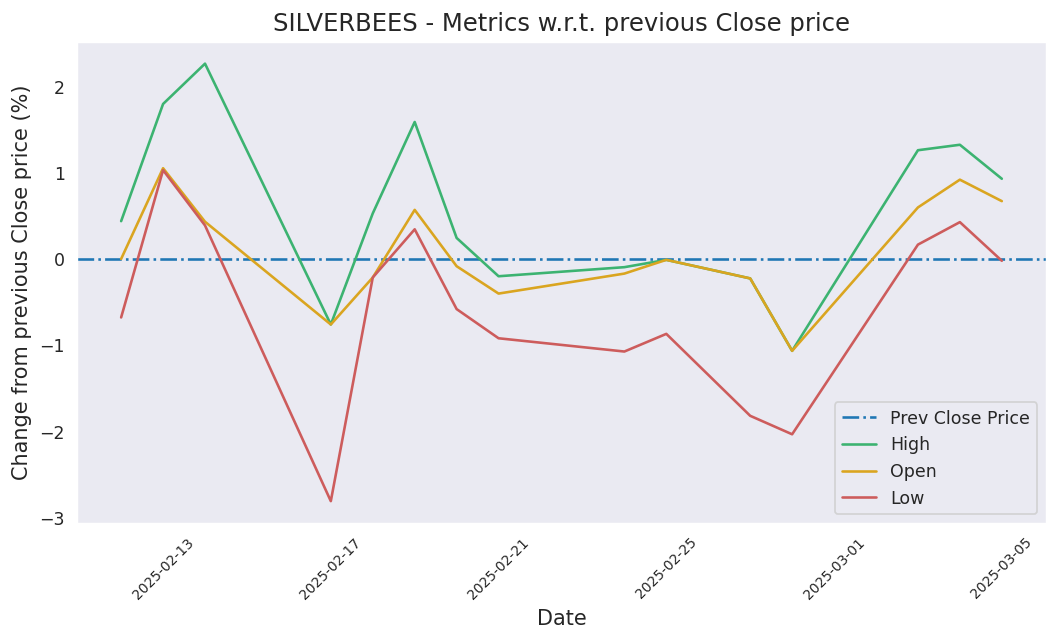 SILVERBEES - Metrics w.r.t. previous Close price
Change from previous Close price (%)
2
1
0
−1
−2
−3
Prev Close Price
High
Open
Low
2025-02-13
2025-02-17
2025-02-21
2025-02-25
2025-03-01
2025-03-05
Date